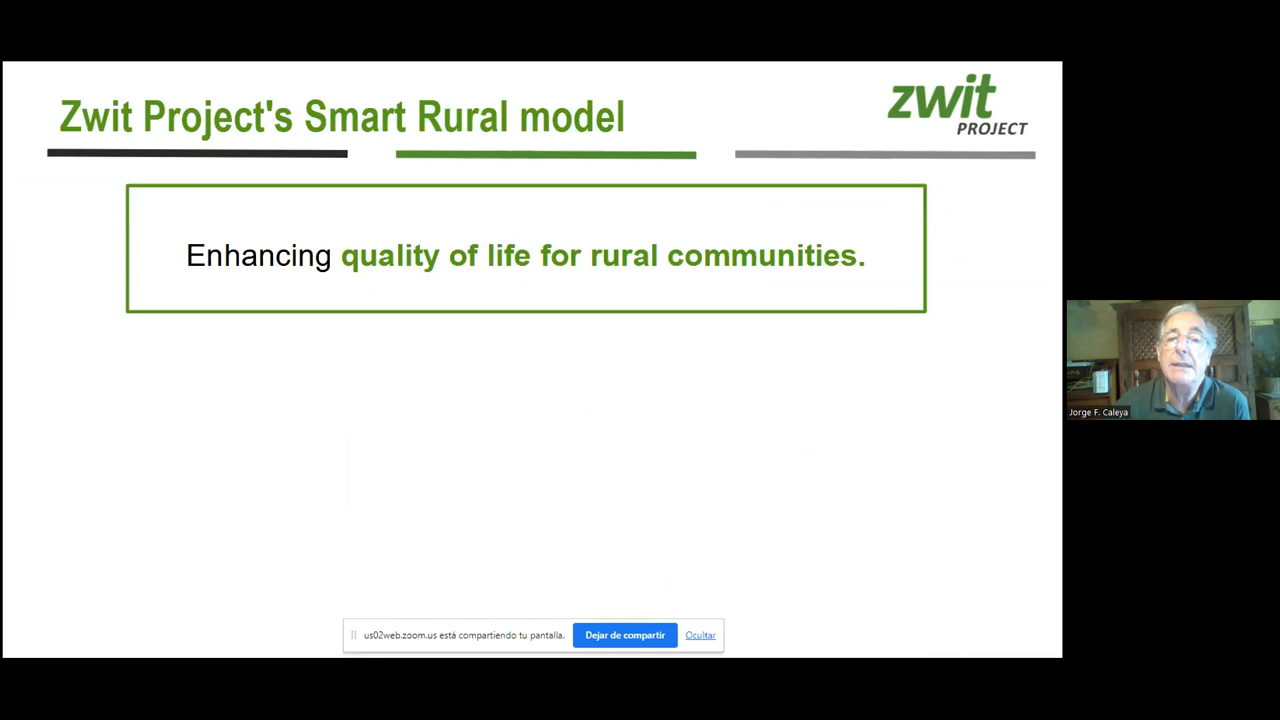 Zwit Project's Smart Rural model
zwit
PROJECT
Enhancing quality of life for rural communities.
Jorge F. Caleya
us02web.zoom.us está compartiendo tu pantalla.
Dejar de compartir
Ocultar